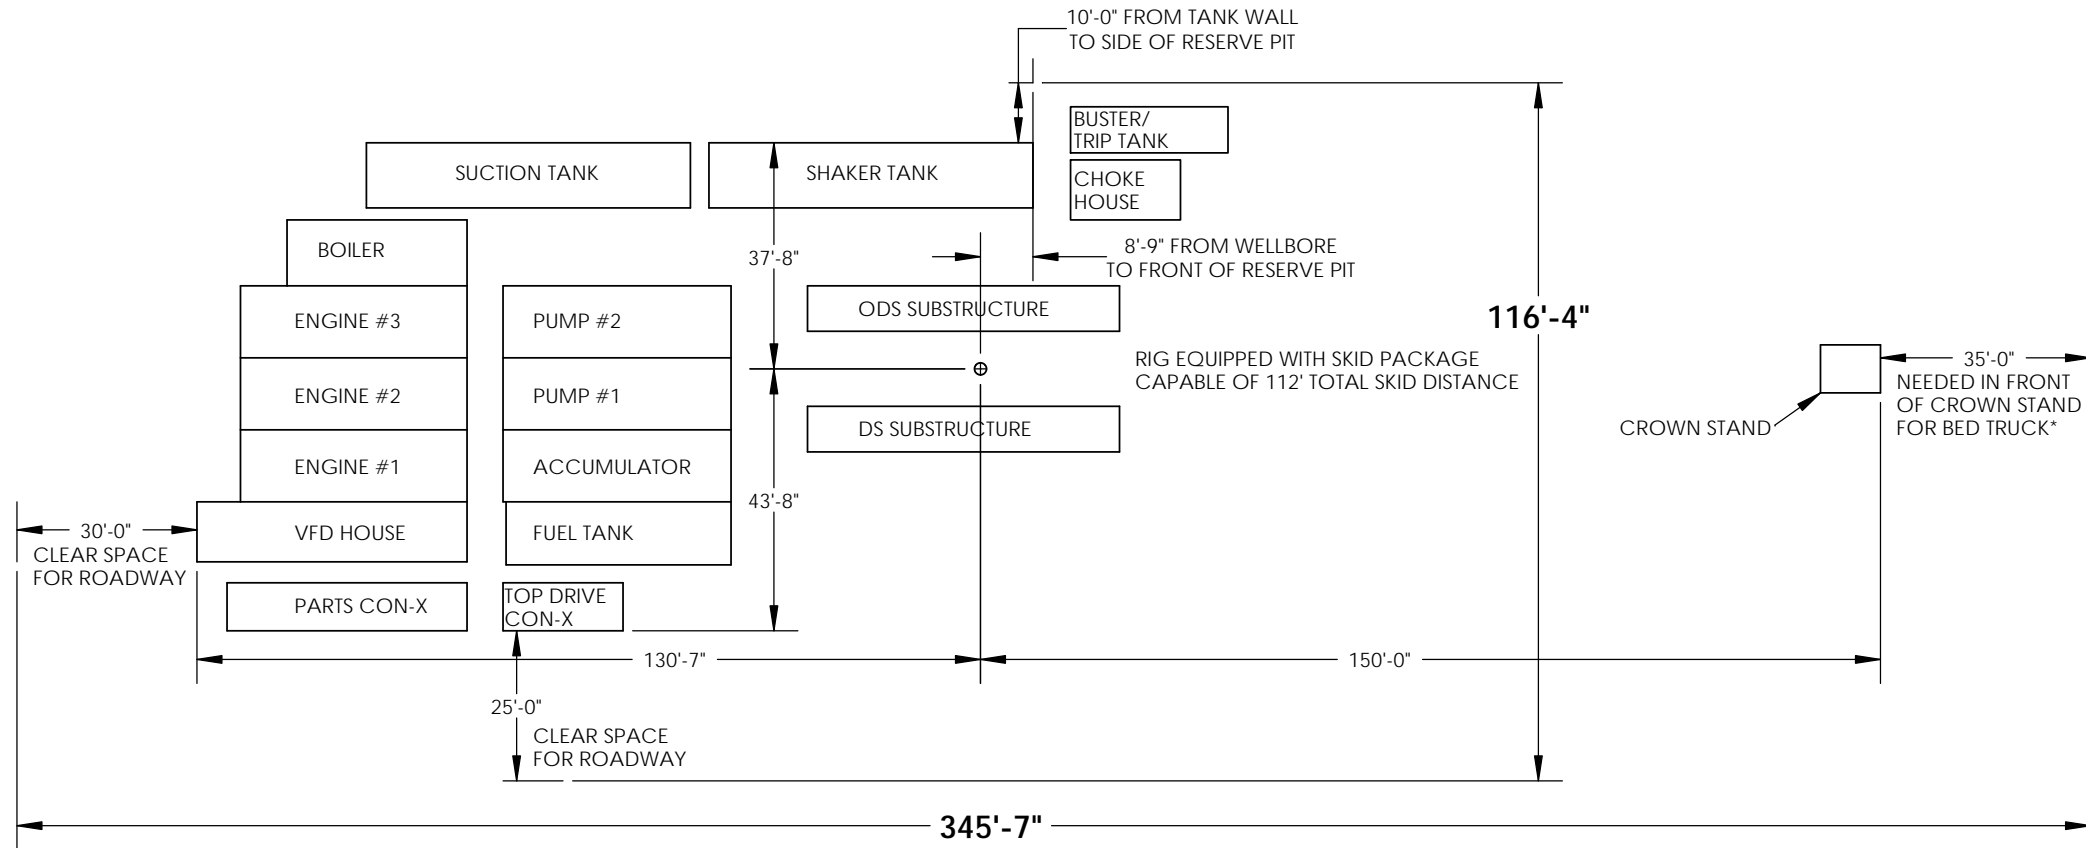 10'-0" FROM TANK WALL
TO SIDE OF RESERVE PIT
BUSTER/
TRIP TANK
SUCTION TANK
SHAKER TANK
CHOKE
HOUSE
BOILER
37'-8"
8'-9" FROM WELLBORE
TO FRONT OF RESERVE PIT
ENGINE #3
PUMP #2
ODS SUBSTRUCTURE
116'-4"
RIG EQUIPPED WITH SKID PACKAGE
CAPABLE OF 112' TOTAL SKID DISTANCE
35'-0"
NEEDED IN FRONT
OF CROWN STAND
FOR BED TRUCK*
CROWN STAND
ENGINE #2
PUMP #1
DS SUBSTRUCTURE
ENGINE #1
ACCUMULATOR
43'-8"
30'-0"
CLEAR SPACE
FOR ROADWAY
VFD HOUSE
FUEL TANK
PARTS CON-X
TOP DRIVE
CON-X
130'-7"
150'-0"
25'-0"
CLEAR SPACE
FOR ROADWAY
345'-7"